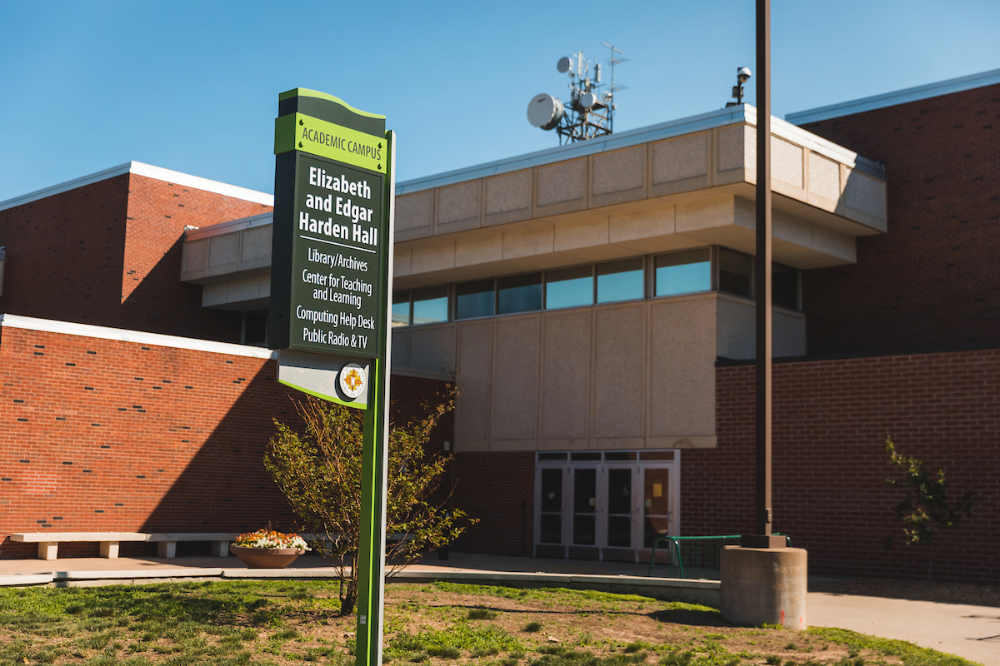 ACADEMIC CAMPUS
Elizabeth
and Edgar
Harden Hall
Library/Archives
Center for Teaching
and Learning
Computing Help Desk
Public Radio & TV